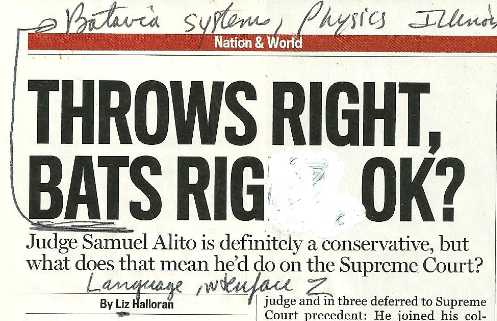 Batavia systems, Physics Illinois
Nation & World
THROWS RIGHT,
BATS RIG OK?
Judge Samuel Alito is definitely a conservative, but
what does that mean he'd do on the Supreme Court?
Language interface Z
By Liz Halloran
judge and in three deferred to Supreme
Court precedent: He joined his col-